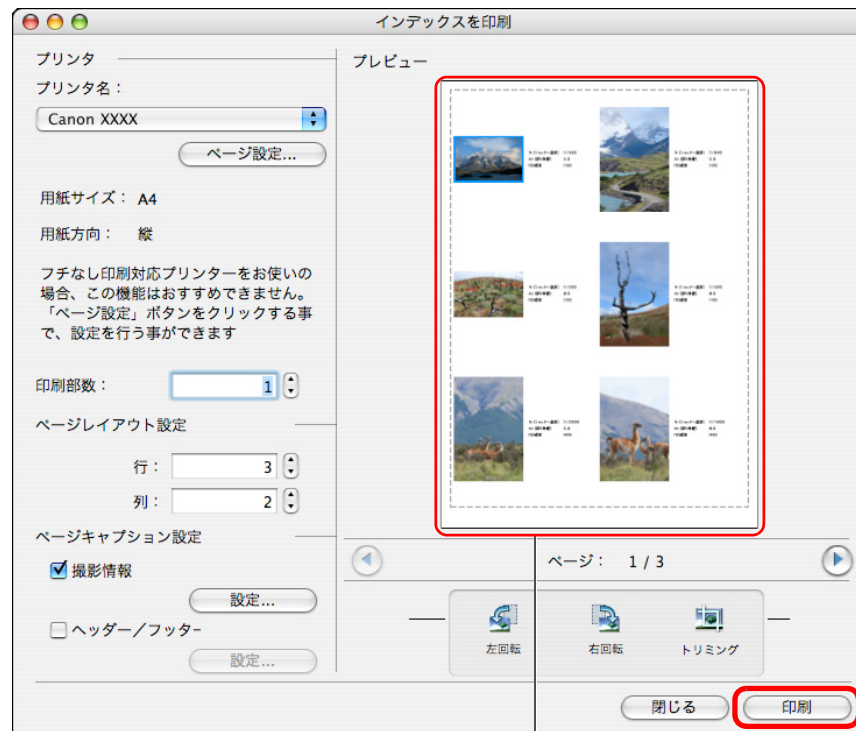 インデックスを印刷
プリンタ
プリンタ名：
Canon XXXX
ページ設定...
用紙サイズ： A4
用紙方向： 縦
フチなし印刷対応プリンターをお使いの
場合、この機能はおすすめできません。
「ページ設定」ボタンをクリックする事
で、設定を行う事ができます
印刷部数： 1
ページレイアウト設定
行： 3
列： 2
ページキャプション設定
撮影情報
設定...
ヘッダー／フッター
設定...
プレビュー
ページ： 1 / 3
左回転
右回転
トリミング
閉じる
印刷